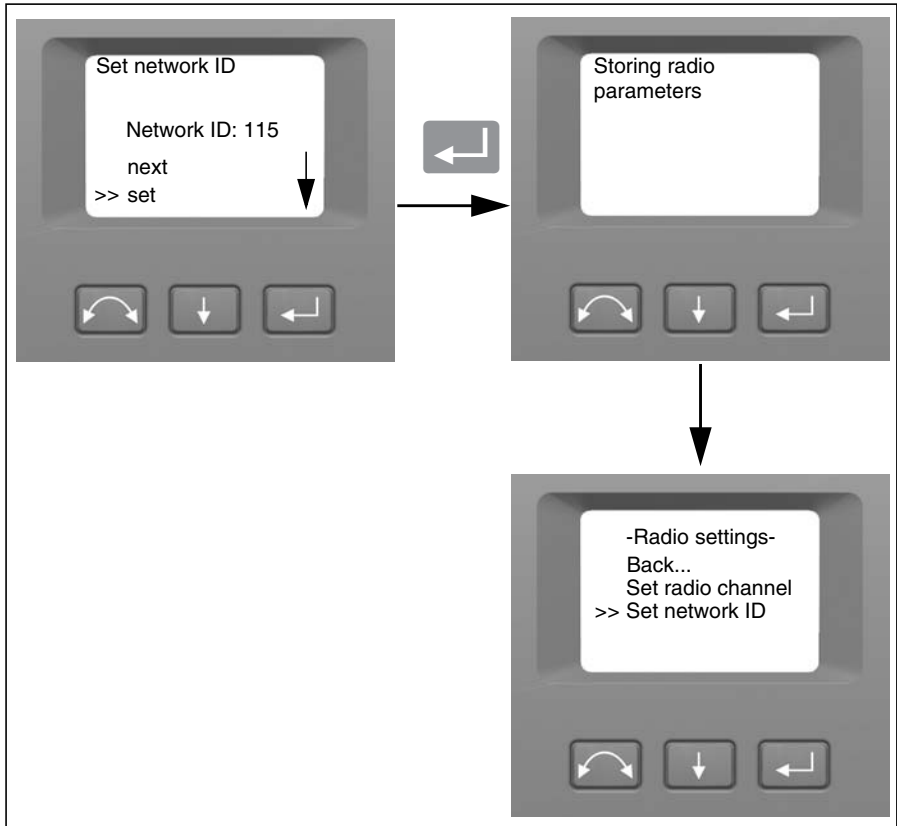 Set network ID
Network ID: 115
next
>> set
Storing radio
parameters
-Radio settings-
Back...
Set radio channel
>> Set network ID